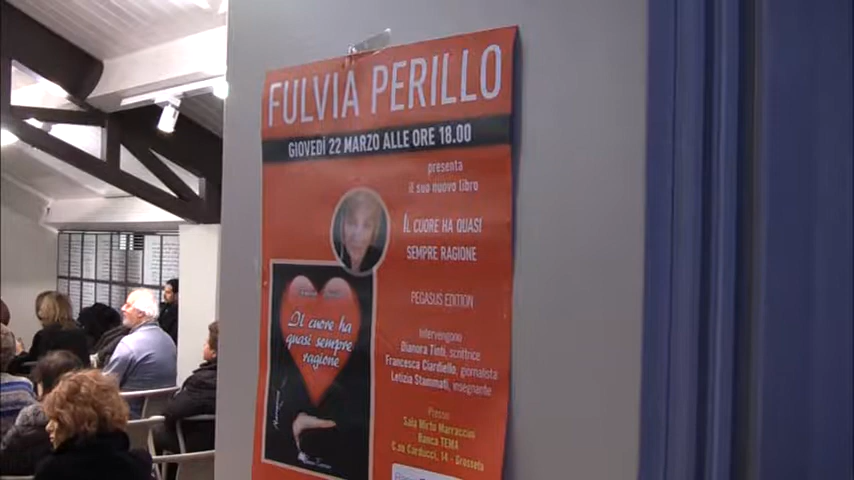 FULVIA PERILLO
GIOVEDÌ 22 MARZO ALLE ORE 18.00
presenta
il suo nuovo libro
IL CUORE HA QUASI
SEMPRE RAGIONE
PEGASUS EDITION
Intervengono
Dianora Tinti, scrittrice
Francesca Ciardiello, giornalista
Letizia Stammati, insegnante
Presso
Sala Mirto Marraccini
Banca TEMA
C.so Carducci, 14 - Grosseto
Il cuore ha
quasi sempre
ragione